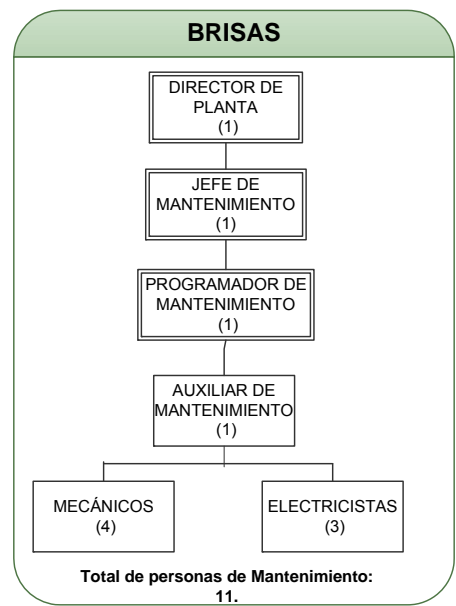 BRISAS
DIRECTOR DE
PLANTA
(1)
JEFE DE
MANTENIMIENTO
(1)
PROGRAMADOR DE
MANTENIMIENTO
(1)
AUXILIAR DE
MANTENIMIENTO
(1)
MECÁNICOS
(4)
ELECTRICISTAS
(3)
Total de personas de Mantenimiento:
11.